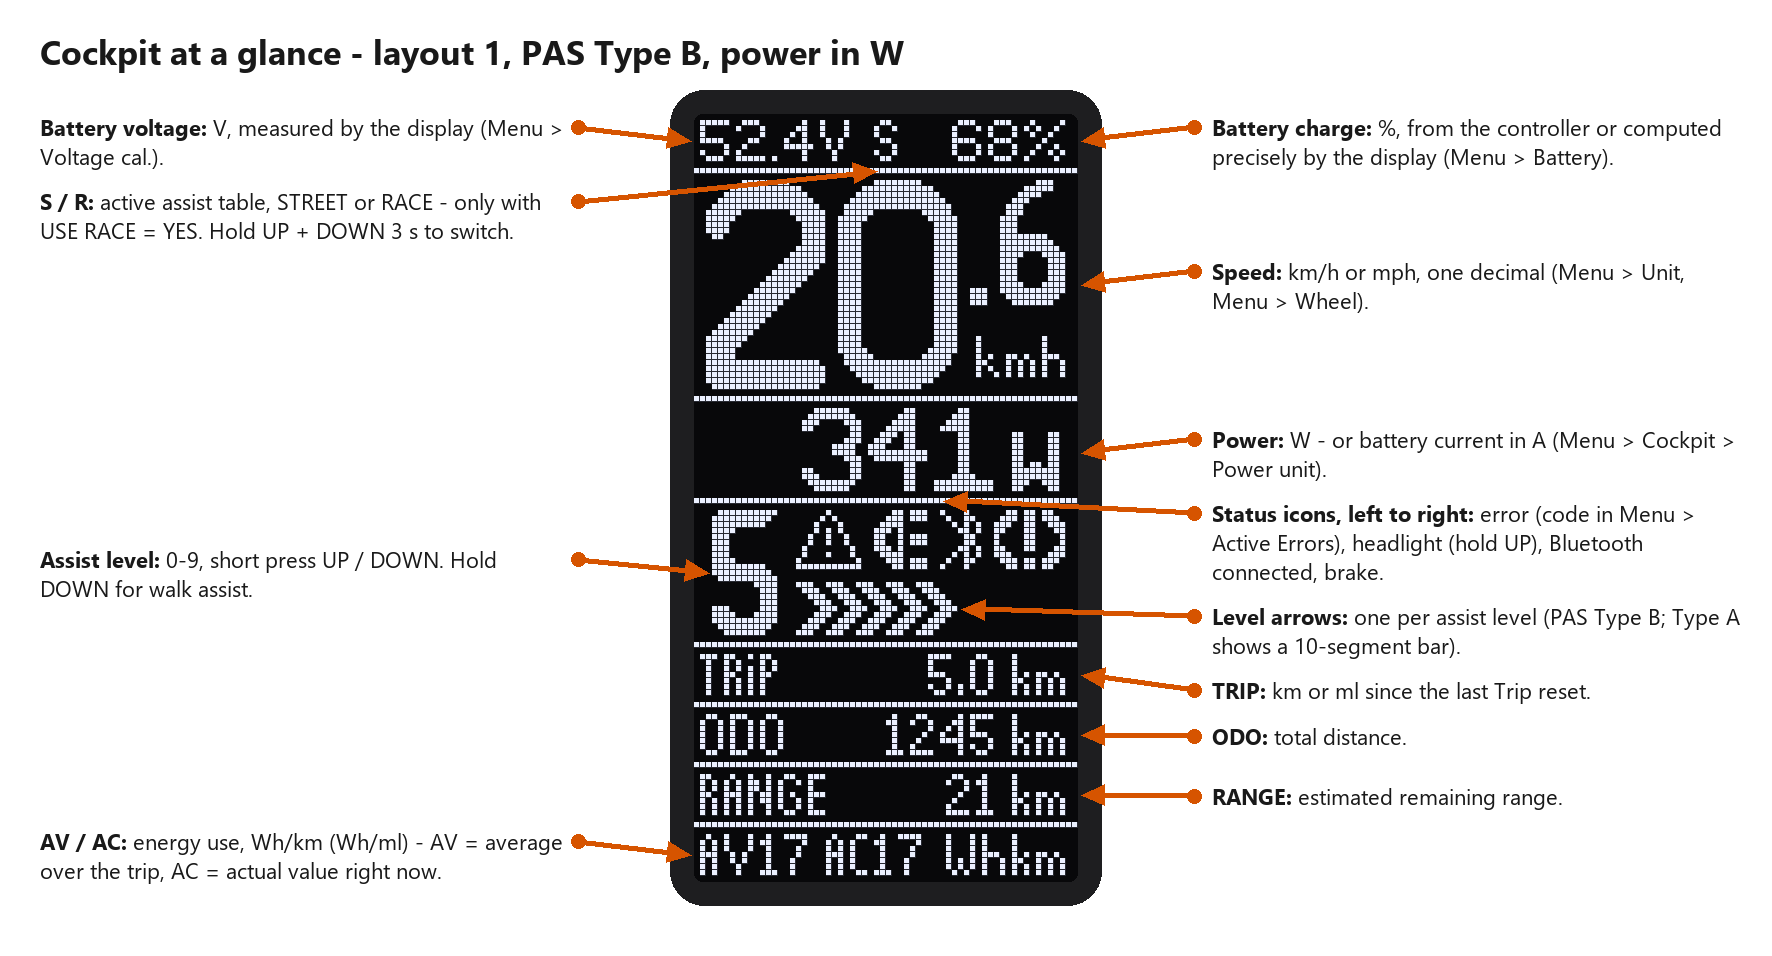 Cockpit at a glance - layout 1, PAS Type B, power in W
Battery voltage: V, measured by the display (Menu >
Voltage cal.).
S / R: active assist table, STREET or RACE - only with
USE RACE = YES. Hold UP + DOWN 3 s to switch.
Assist level: 0-9, short press UP / DOWN. Hold
DOWN for walk assist.
AV / AC: energy use, Wh/km (Wh/ml) - AV = average
over the trip, AC = actual value right now.
52.4V S 68%
20.6
kmh
341 W
5
TRiP 5.0 km
ODO 1245 km
RANGE 21 km
AV17 AC17 Whkm
Battery charge: %, from the controller or computed
precisely by the display (Menu > Battery).
Speed: km/h or mph, one decimal (Menu > Unit,
Menu > Wheel).
Power: W - or battery current in A (Menu > Cockpit >
Power unit).
Status icons, left to right: error (code in Menu >
Active Errors), headlight (hold UP), Bluetooth
connected, brake.
Level arrows: one per assist level (PAS Type B; Type A
shows a 10-segment bar).
TRIP: km or ml since the last Trip reset.
ODO: total distance.
RANGE: estimated remaining range.